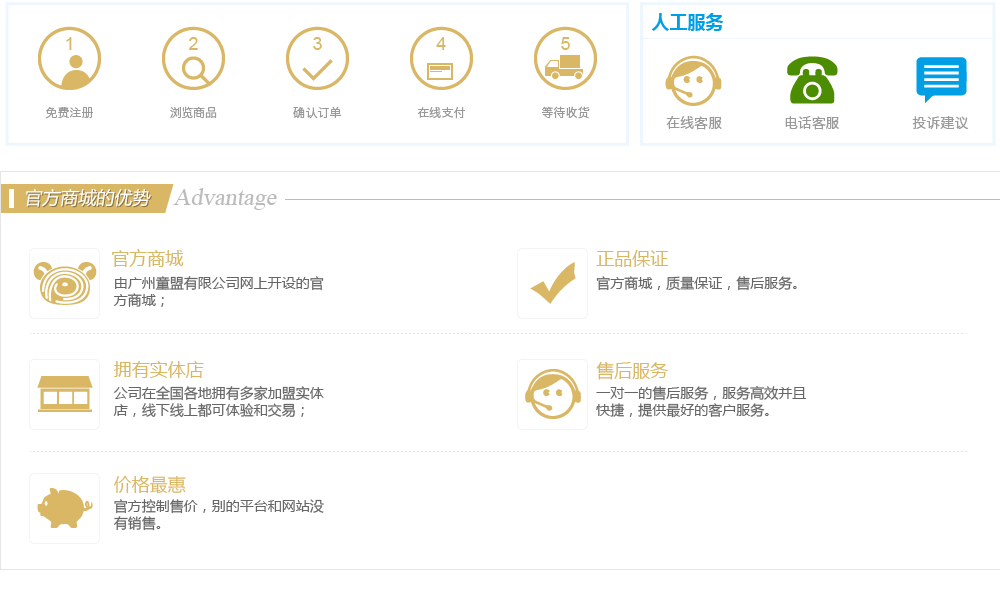 1 2 3 4 5
免费注册 浏览商品 确认订单 在线支付 等待收货
人工服务
在线客服 电话客服 投诉建议
官方商城的优势 Advantage
官方商城
由广州童盟有限公司网上开设的官
方商城；
正品保证
官方商城，质量保证，售后服务。
拥有实体店
公司在全国各地拥有多家加盟实体
店，线下线上都可体验和交易；
售后服务
一对一的售后服务，服务高效并且
快捷，提供最好的客户服务。
价格最惠
官方控制售价，别的平台和网站没
有销售。